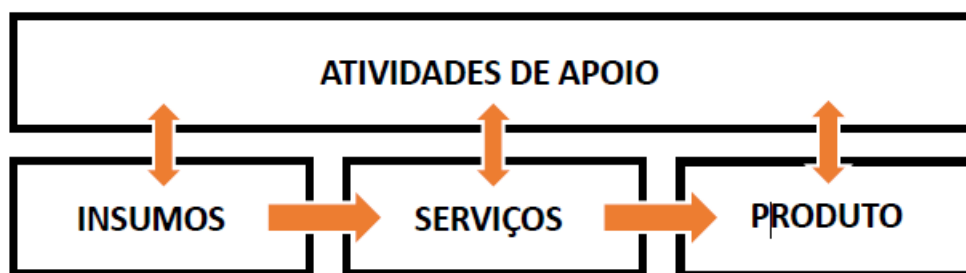 ATIVIDADES DE APOIO
INSUMOS
SERVIÇOS
PRODUTO